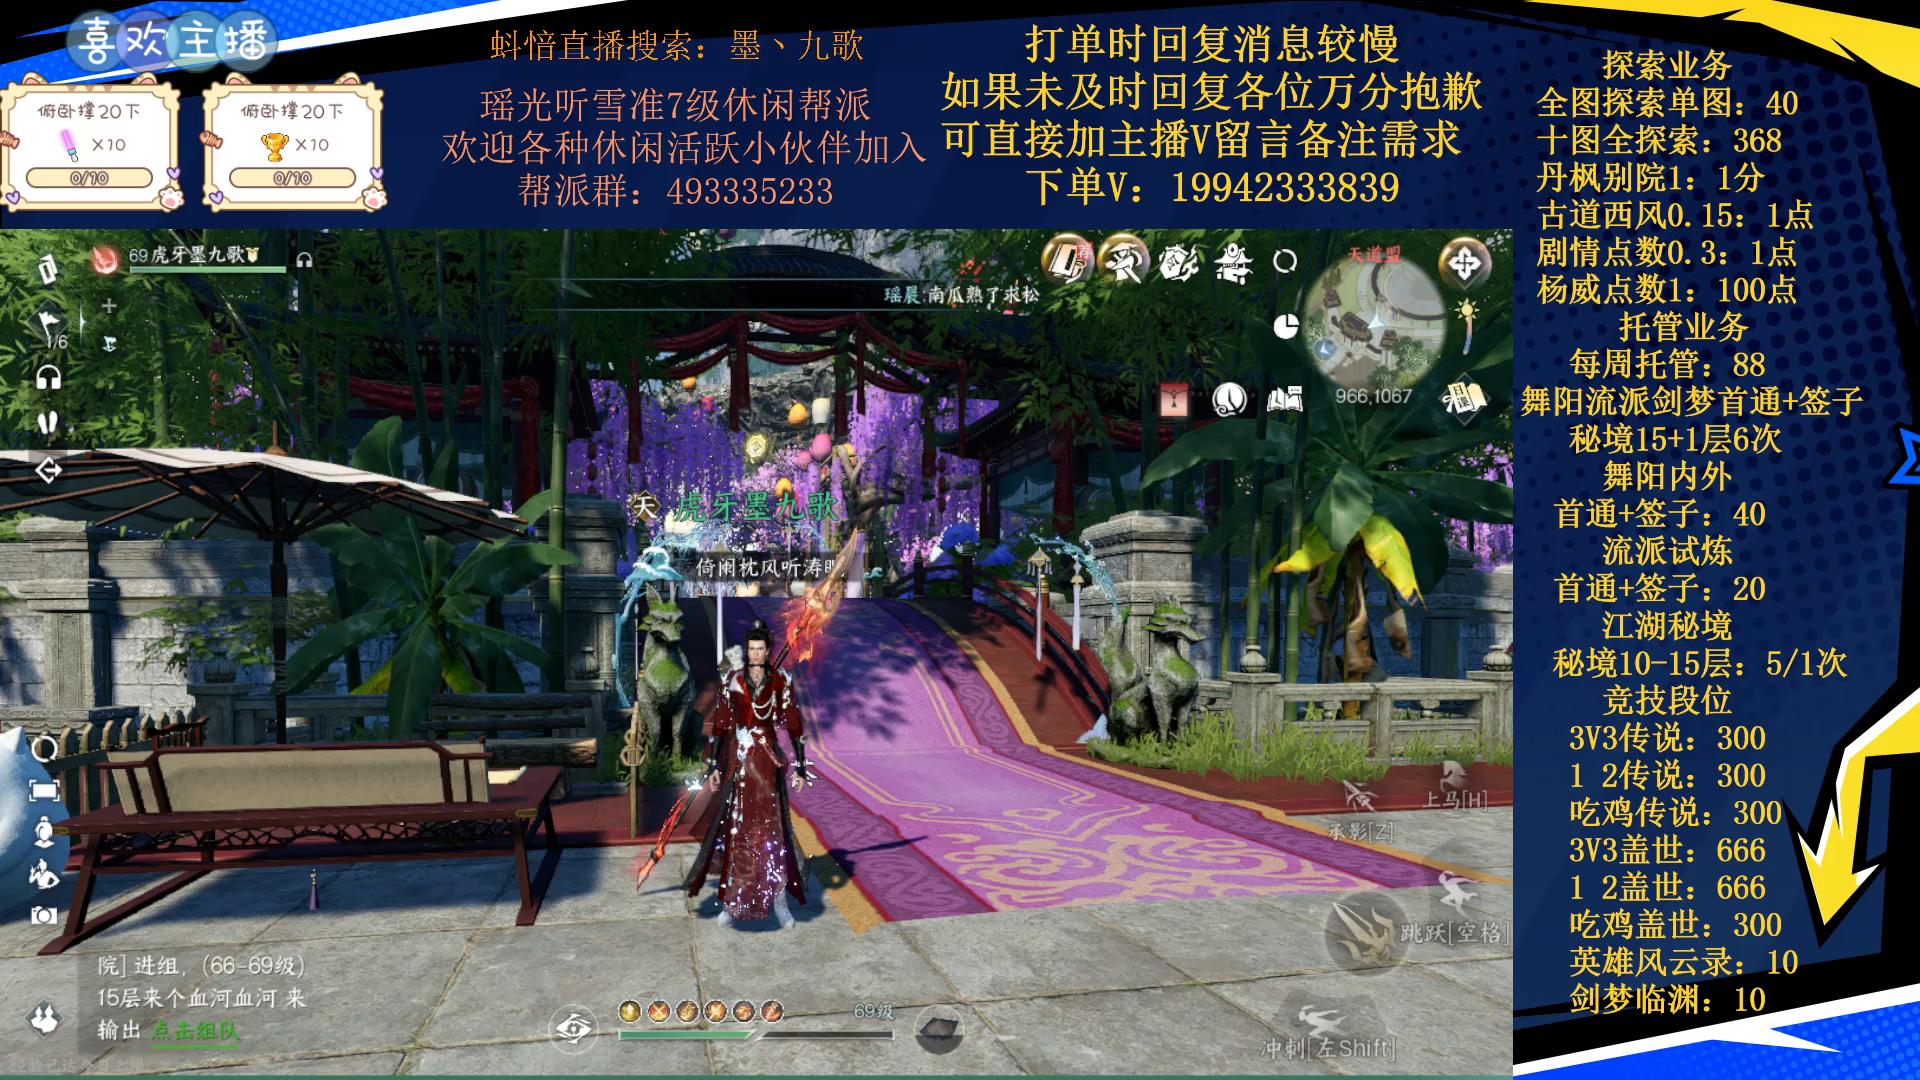 喜欢主播
俯卧撑20下
×10
0/10
俯卧撑20下
×10
0/10
蚪愔直播搜索：墨丶九歌
瑶光听雪准7级休闲帮派
欢迎各种休闲活跃小伙伴加入
帮派群：493335233
打单时回复消息较慢
如果未及时回复各位万分抱歉
可直接加主播V留言备注需求
下单V：19942333839
探索业务
全图探索单图：40
十图全探索：368
丹枫别院1：1分
古道西风0.15：1点
剧情点数0.3：1点
杨威点数1：100点
托管业务
每周托管：88
舞阳流派剑梦首通+签子
秘境15+1层6次
舞阳内外
首通+签子：40
流派试炼
首通+签子：20
江湖秘境
秘境10-15层：5/1次
竞技段位
3V3传说：300
1 2传说：300
吃鸡传说：300
3V3盖世：666
1 2盖世：666
吃鸡盖世：300
英雄风云录：10
剑梦临渊：10
69 虎牙墨九歌
1/6
瑶晨:南瓜熟了求松
荐
天道盟
966,1067
日课
天 虎牙墨九歌
倚阑枕风听涛眠
上马[H]
承影[Z]
跳跃[空格]
冲刺[左Shift]
院] 进组，(66-69级)
15层来个血河血河 来
输出 点击组队
69级